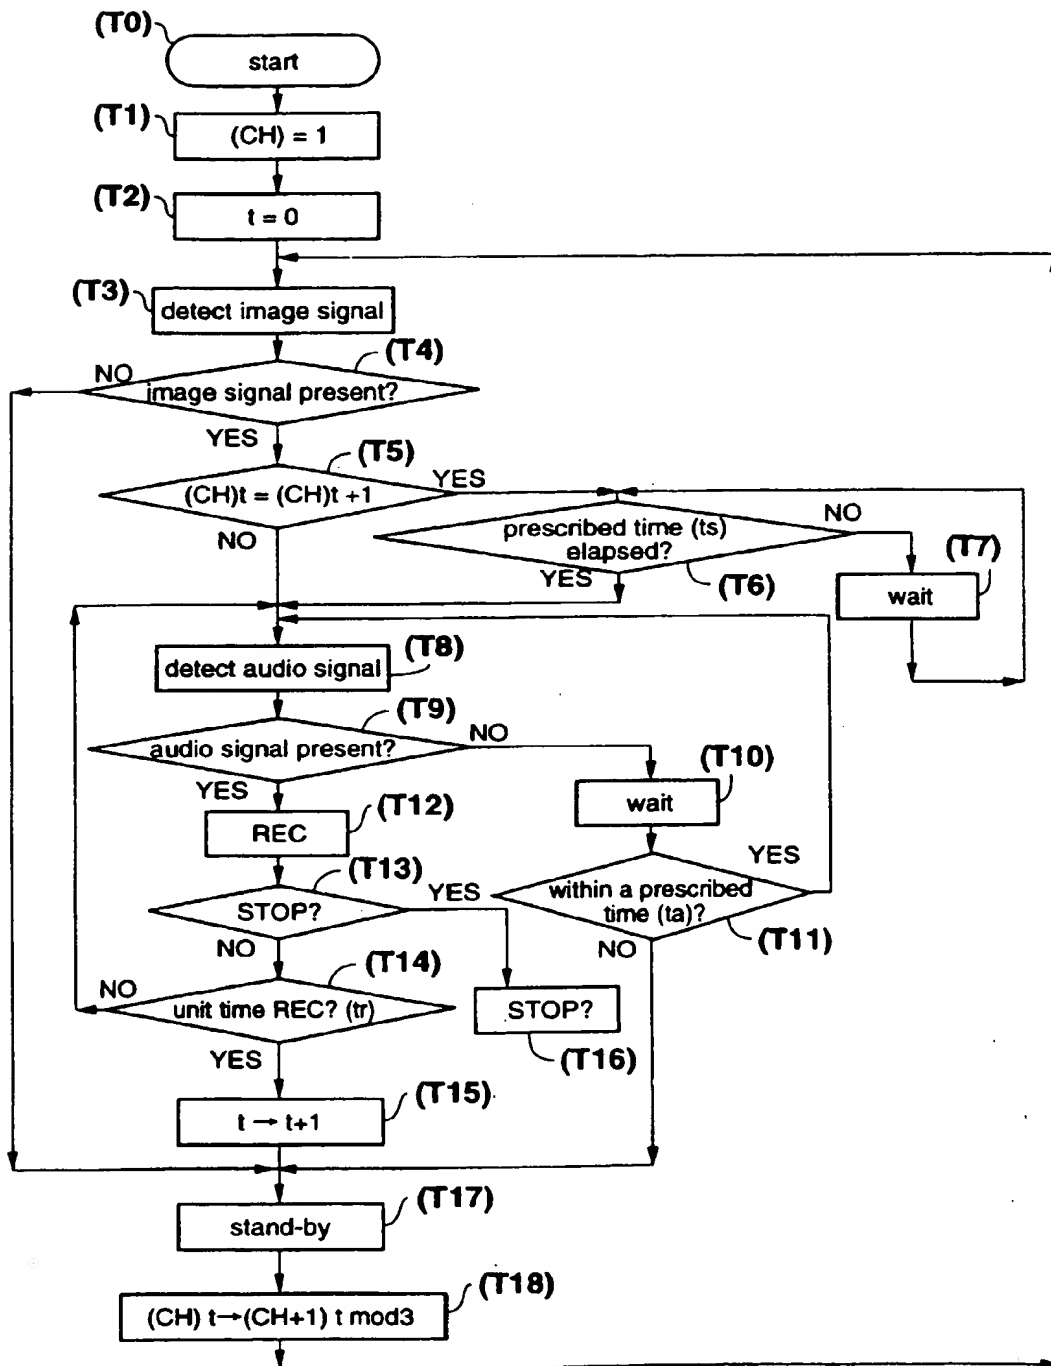 (T0)
start
(T1)
(CH) = 1
(T2)
t = 0
(T3)
detect image signal
(T4)
NO
image signal present?
YES
(T5)
YES
(CH)t = (CH)t +1
NO
prescribed time (ts)
elapsed?
NO
YES
(T6)
(T7)
wait
(T8)
detect audio signal
(T9)
NO
audio signal present?
YES
(T10)
wait
(T12)
REC
(T13)
YES
STOP?
NO
YES
within a prescribed
time (ta)?
(T11)
NO
(T14)
NO
unit time REC? (tr)
YES
STOP?
(T16)
(T15)
t → t+1
(T17)
stand-by
(T18)
(CH) t→(CH+1) t mod3